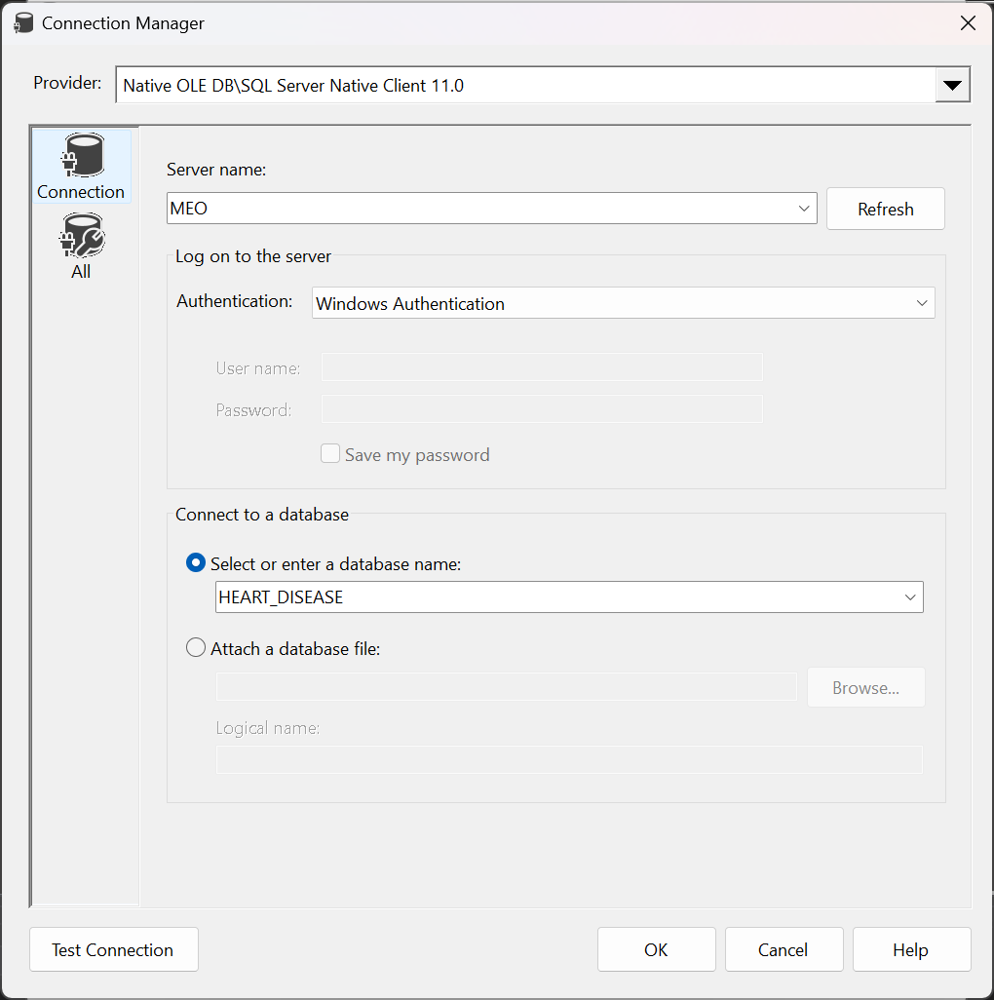 Connection Manager
Provider: Native OLE DB\SQL Server Native Client 11.0
Connection
All
Server name:
MEO
Refresh
Log on to the server
Authentication: Windows Authentication
User name:
Password:
Save my password
Connect to a database
Select or enter a database name:
HEART_DISEASE
Attach a database file:
Browse...
Logical name:
Test Connection
OK
Cancel
Help